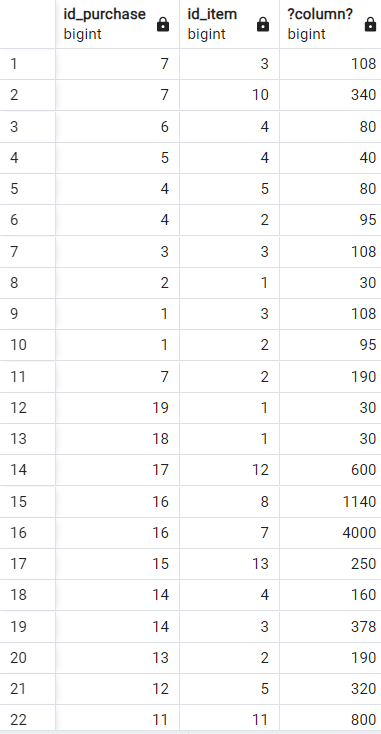 id_purchase id_item ?column?
bigint bigint bigint
1 7 3 108
2 7 10 340
3 6 4 80
4 5 4 40
5 4 5 80
6 4 2 95
7 3 3 108
8 2 1 30
9 1 3 108
10 1 2 95
11 7 2 190
12 19 1 30
13 18 1 30
14 17 12 600
15 16 8 1140
16 16 7 4000
17 15 13 250
18 14 4 160
19 14 3 378
20 13 2 190
21 12 5 320
22 11 11 800